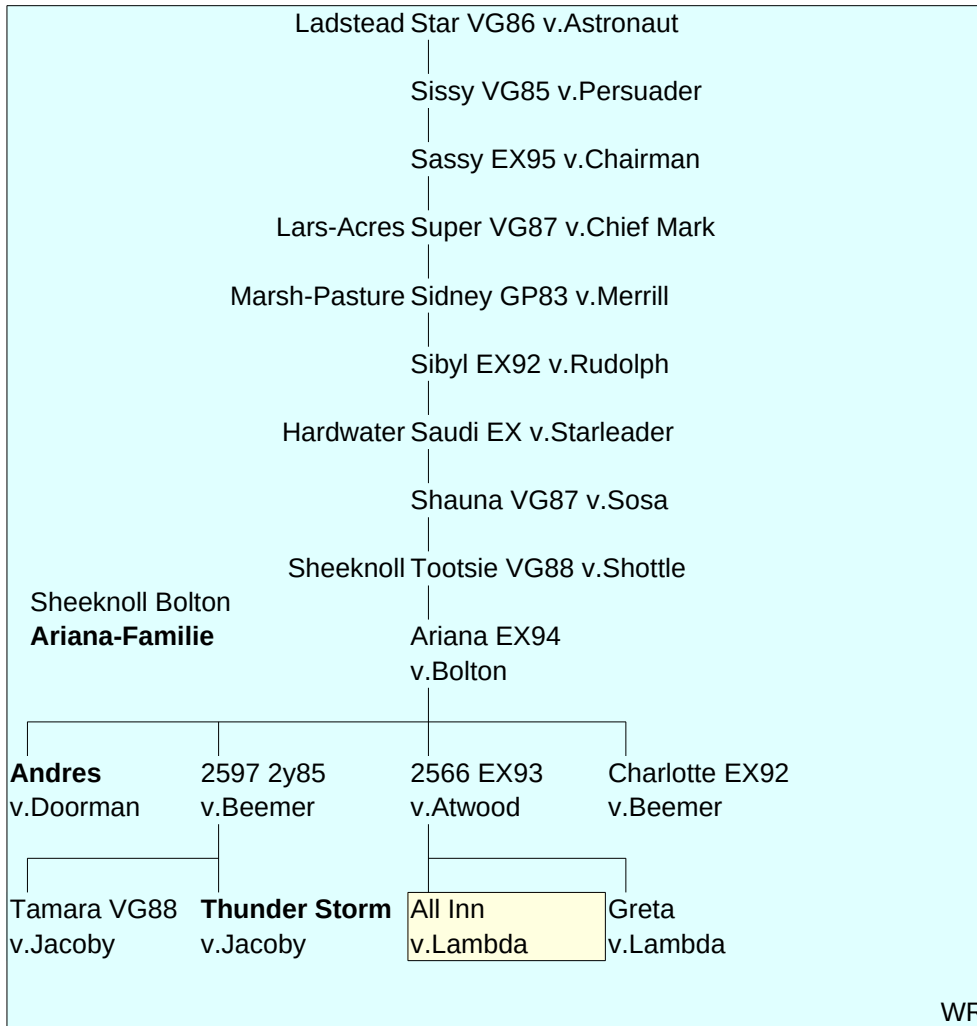 Ladstead Star VG86 v.Astronaut
Sissy VG85 v.Persuader
Sassy EX95 v.Chairman
Lars-Acres Super VG87 v.Chief Mark
Marsh-Pasture Sidney GP83 v.Merrill
Sibyl EX92 v.Rudolph
Hardwater Saudi EX v.Starleader
Shauna VG87 v.Sosa
Sheeknoll Tootsie VG88 v.Shottle
Sheeknoll Bolton
Ariana-Familie Ariana EX94
v.Bolton
Andres 2597 2y85 2566 EX93 Charlotte EX92
v.Doorman v.Beemer v.Atwood v.Beemer
Tamara VG88 Thunder Storm All Inn Greta
v.Jacoby v.Jacoby v.Lambda v.Lambda